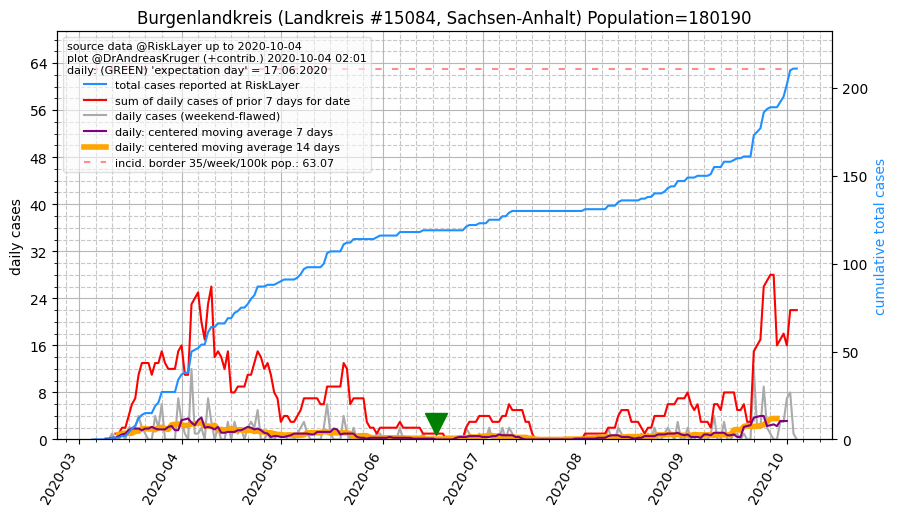 Burgenlandkreis (Landkreis #15084, Sachsen-Anhalt) Population=180190
source data @RiskLayer up to 2020-10-04
plot @DrAndreasKruger (+contrib.) 2020-10-04 02:01
daily: (GREEN) 'expectation day' = 17.06.2020
total cases reported at RiskLayer
sum of daily cases of prior 7 days for date
daily cases (weekend-flawed)
daily: centered moving average 7 days
daily: centered moving average 14 days
incid. border 35/week/100k pop.: 63.07
daily cases
64
56
48
40
32
24
16
8
0
200
150
100
50
0
cumulative total cases
2020-03
2020-04
2020-05
2020-06
2020-07
2020-08
2020-09
2020-10